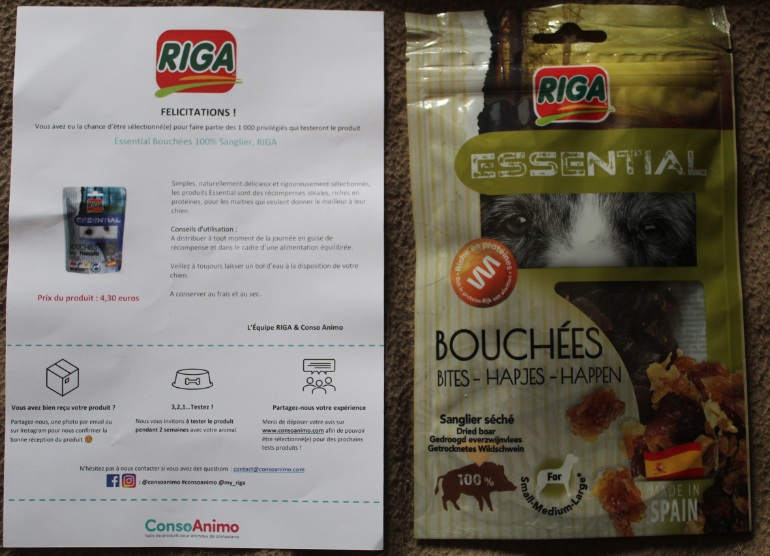 RIGA
FELICITATIONS !
Vous avez eu la chance d'être sélectionné(e) pour faire partie des 1 000 privilégiés qui testeront le produit
Essential Bouchées 100% Sanglier, RIGA
Simples, naturellement délicieux et rigoureusement sélectionnés,
les produits Essential sont des récompenses idéales, riches en
protéines, pour les maitres qui veulent donner le meilleur à leur
chien.
Conseils d'utilisation :
A distribuer à tout moment de la journée en guise de
récompense et dans le cadre d'une alimentation équilibrée.
Veillez à toujours laisser un bol d'eau à la disposition de votre
chien.
A conserver au frais et au sec.
RIGA
ESSENTIAL
BOUCHÉES
Prix du produit : 4,30 euros
L'Équipe RIGA & Conso Animo
Vous avez bien reçu votre produit ?
Partagez-nous, une photo par email ou
sur Instagram pour nous confirmer la
bonne réception du produit
3,2,1...Testez !
Nous vous invitons à tester le produit
pendant 2 semaines avec votre animal.
Partagez-nous votre expérience
Merci de déposer votre avis sur
www.consoanimo.com afin de pouvoir
être sélectionné(e) pour des prochains
tests produits !
N'hésitez pas à nous contacter si vous avez des questions : contact@consoanimo.com
: @consoanimo #consoanimo @my_riga
ConsoAnimo
RIGA
ESSENTIAL
Riche en protéines
BOUCHÉES
BITES - HAPJES - HAPPEN
Sanglier séché
Dried boar
Gedroogd everzwijnvlees
Getrocknetes Wildschwein
100 %
For
Small-Medium-Large*
MADE IN
SPAIN